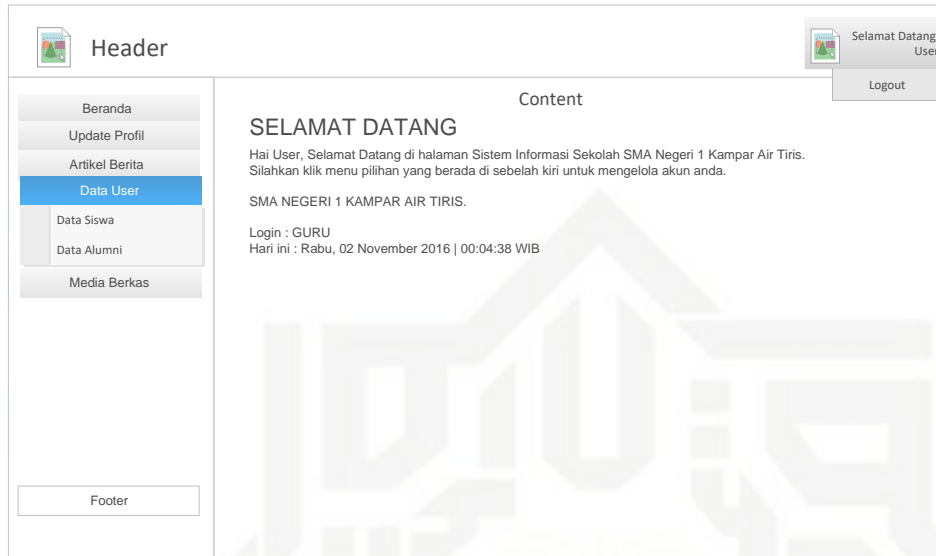 Header
Selamat Datang
User
Logout
Beranda
Update Profil
Artikel Berita
Data User
Data Siswa
Data Alumni
Media Berkas
Footer
Content
SELAMAT DATANG
Hai User, Selamat Datang di halaman Sistem Informasi Sekolah SMA Negeri 1 Kampar Air Tiris.
Silahkan klik menu pilihan yang berada di sebelah kiri untuk mengelola akun anda.
SMA NEGERI 1 KAMPAR AIR TIRIS.
Login : GURU
Hari ini : Rabu, 02 November 2016 | 00:04:38 WIB